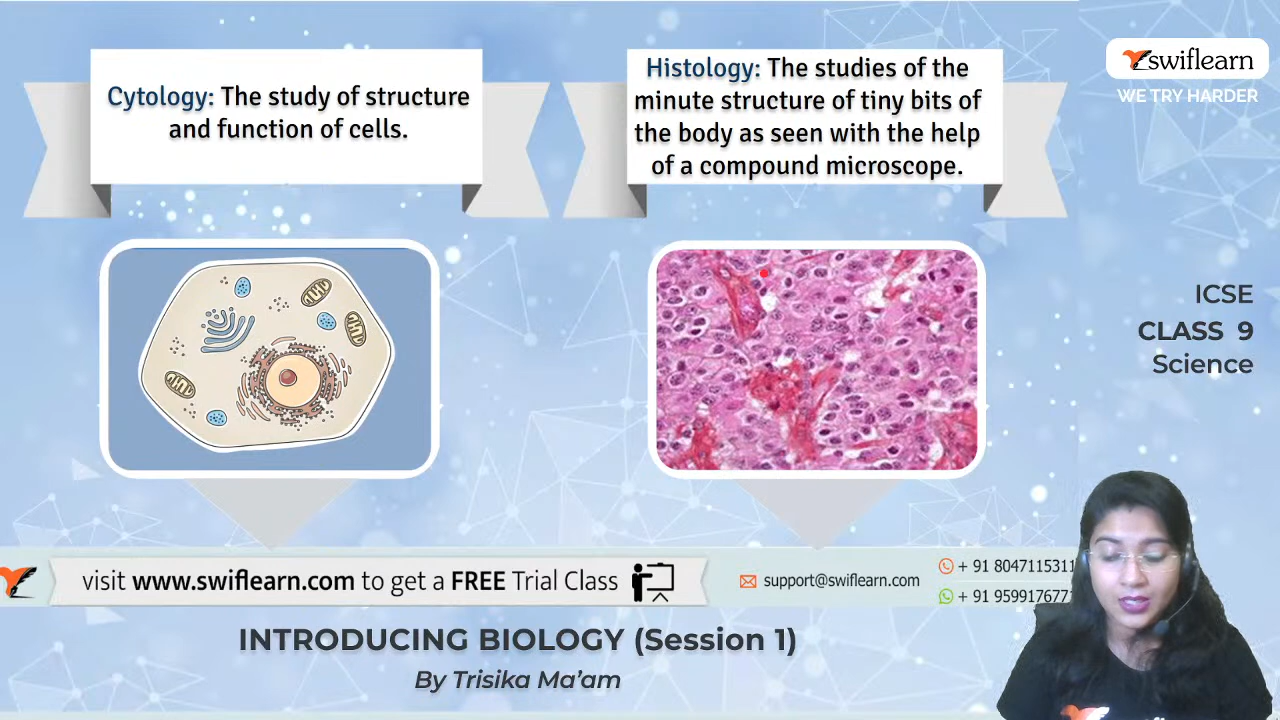 Cytology: The study of structure
and function of cells.
Histology: The studies of the
minute structure of tiny bits of
the body as seen with the help
of a compound microscope.
swiflearn
WE TRY HARDER
ICSE
CLASS 9
Science
visit www.swiflearn.com to get a FREE Trial Class
support@swiflearn.com
+ 91 8047115311
+ 91 959917677
INTRODUCING BIOLOGY (Session 1)
By Trisika Ma'am